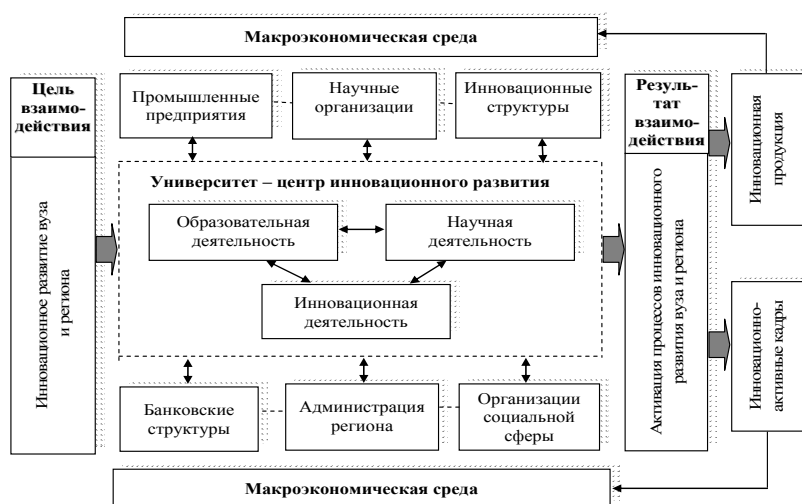 Макроэкономическая среда
Цель
взаимо-
действия
Инновационное развитие вуза
и региона
Промышленные
предприятия
Научные
организации
Инновационные
структуры
Университет – центр инновационного развития
Образовательная
деятельность
Научная
деятельность
Инновационная
деятельность
Банковские
структуры
Администрация
региона
Организации
социальной
сферы
Резуль-
тат
взаимо-
действия
Активация процессов инновационного
развития вуза и региона
Инновационная
продукция
Инновационно-
активные кадры
Макроэкономическая среда